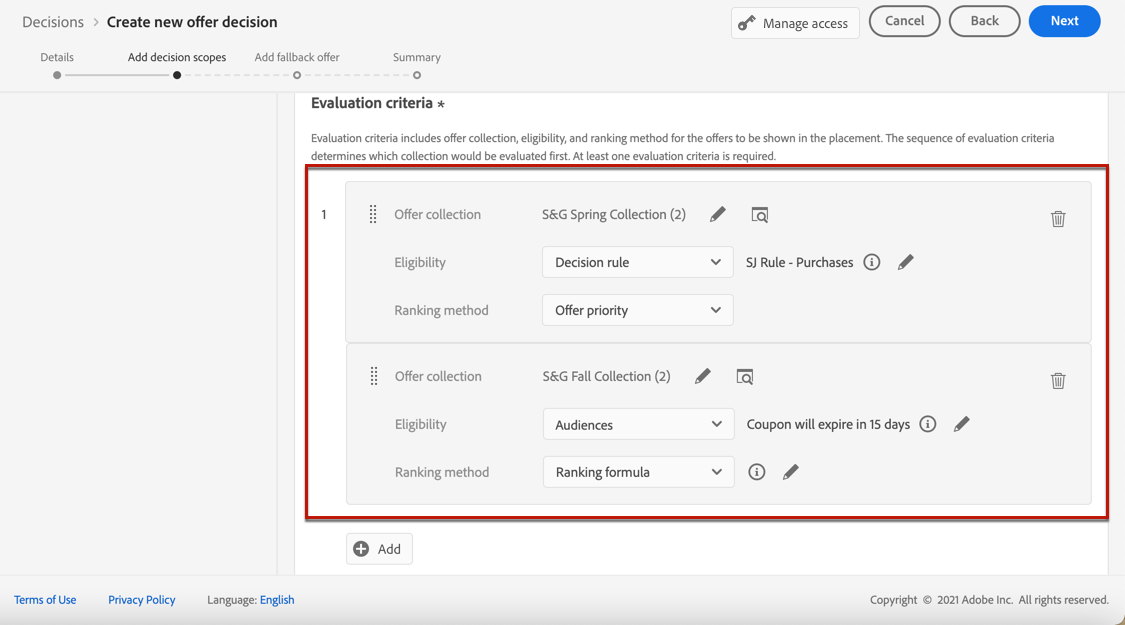 Decisions > Create new offer decision
Manage access
Cancel
Back
Next
Details
Add decision scopes
Add fallback offer
Summary
Evaluation criteria *
Evaluation criteria includes offer collection, eligibility, and ranking method for the offers to be shown in the placement. The sequence of evaluation criteria
determines which collection would be evaluated first. At least one evaluation criteria is required.
1
Offer collection S&G Spring Collection (2)
Eligibility Decision rule SJ Rule - Purchases
Ranking method Offer priority
Offer collection S&G Fall Collection (2)
Eligibility Audiences Coupon will expire in 15 days
Ranking method Ranking formula
Add
Terms of Use Privacy Policy Language: English Copyright © 2021 Adobe Inc. All rights reserved.